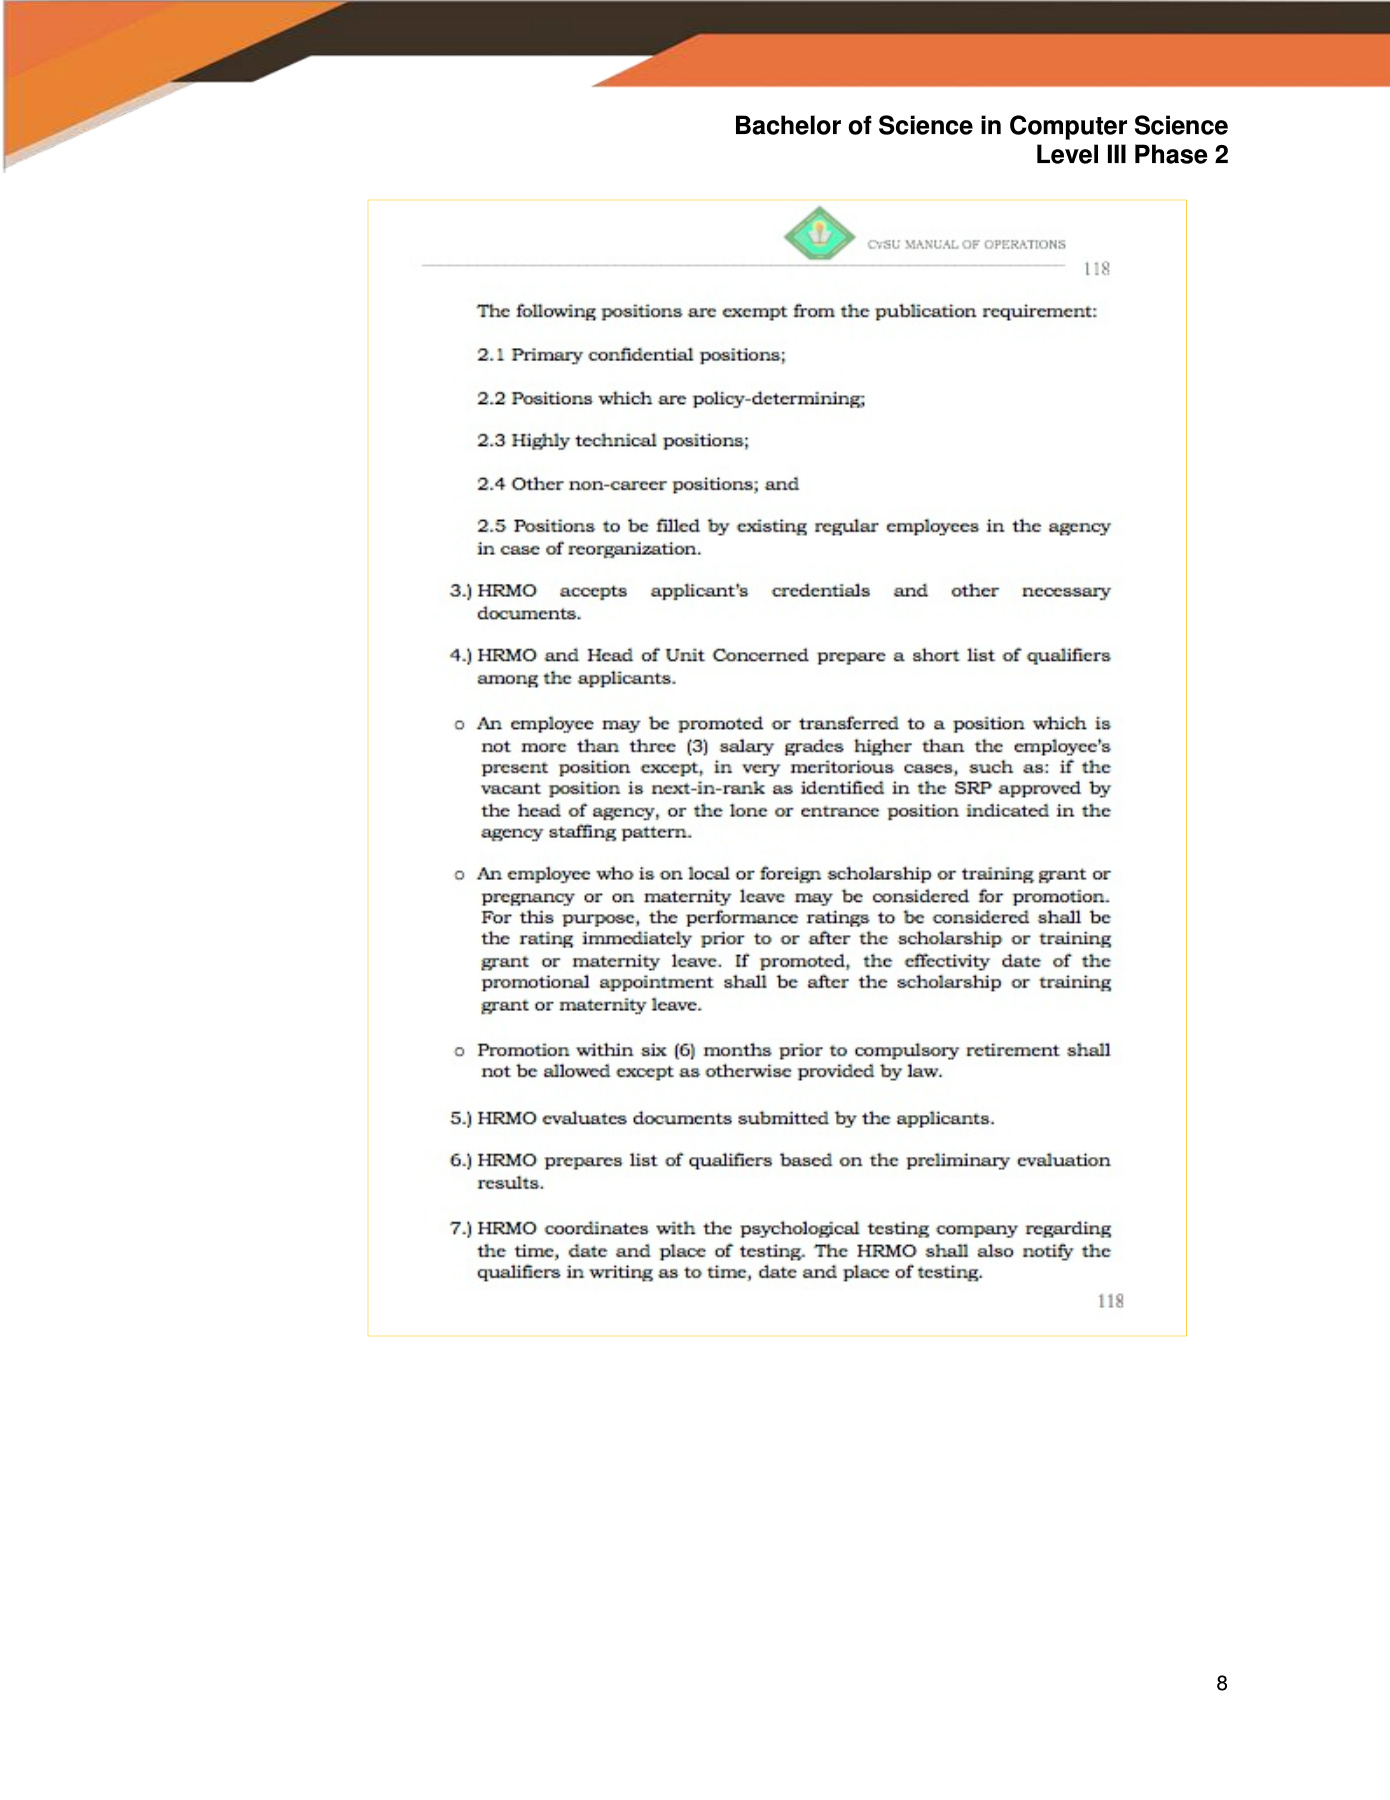 Bachelor of Science in Computer Science
Level III Phase 2
CvSU MANUAL OF OPERATIONS
118
The following positions are exempt from the publication requirement:
2.1 Primary confidential positions;
2.2 Positions which are policy-determining;
2.3 Highly technical positions;
2.4 Other non-career positions; and
2.5 Positions to be filled by existing regular employees in the agency
in case of reorganization.
3.) HRMO accepts applicant's credentials and other necessary
documents.
4.) HRMO and Head of Unit Concerned prepare a short list of qualifiers
among the applicants.
o An employee may be promoted or transferred to a position which is
not more than three (3) salary grades higher than the employee's
present position except, in very meritorious cases, such as: if the
vacant position is next-in-rank as identified in the SRP approved by
the head of agency, or the lone or entrance position indicated in the
agency staffing pattern.
o An employee who is on local or foreign scholarship or training grant or
pregnancy or on maternity leave may be considered for promotion.
For this purpose, the performance ratings to be considered shall be
the rating immediately prior to or after the scholarship or training
grant or maternity leave. If promoted, the effectivity date of the
promotional appointment shall be after the scholarship or training
grant or maternity leave.
o Promotion within six (6) months prior to compulsory retirement shall
not be allowed except as otherwise provided by law.
5.) HRMO evaluates documents submitted by the applicants.
6.) HRMO prepares list of qualifiers based on the preliminary evaluation
results.
7.) HRMO coordinates with the psychological testing company regarding
the time, date and place of testing. The HRMO shall also notify the
qualifiers in writing as to time, date and place of testing.
118
8